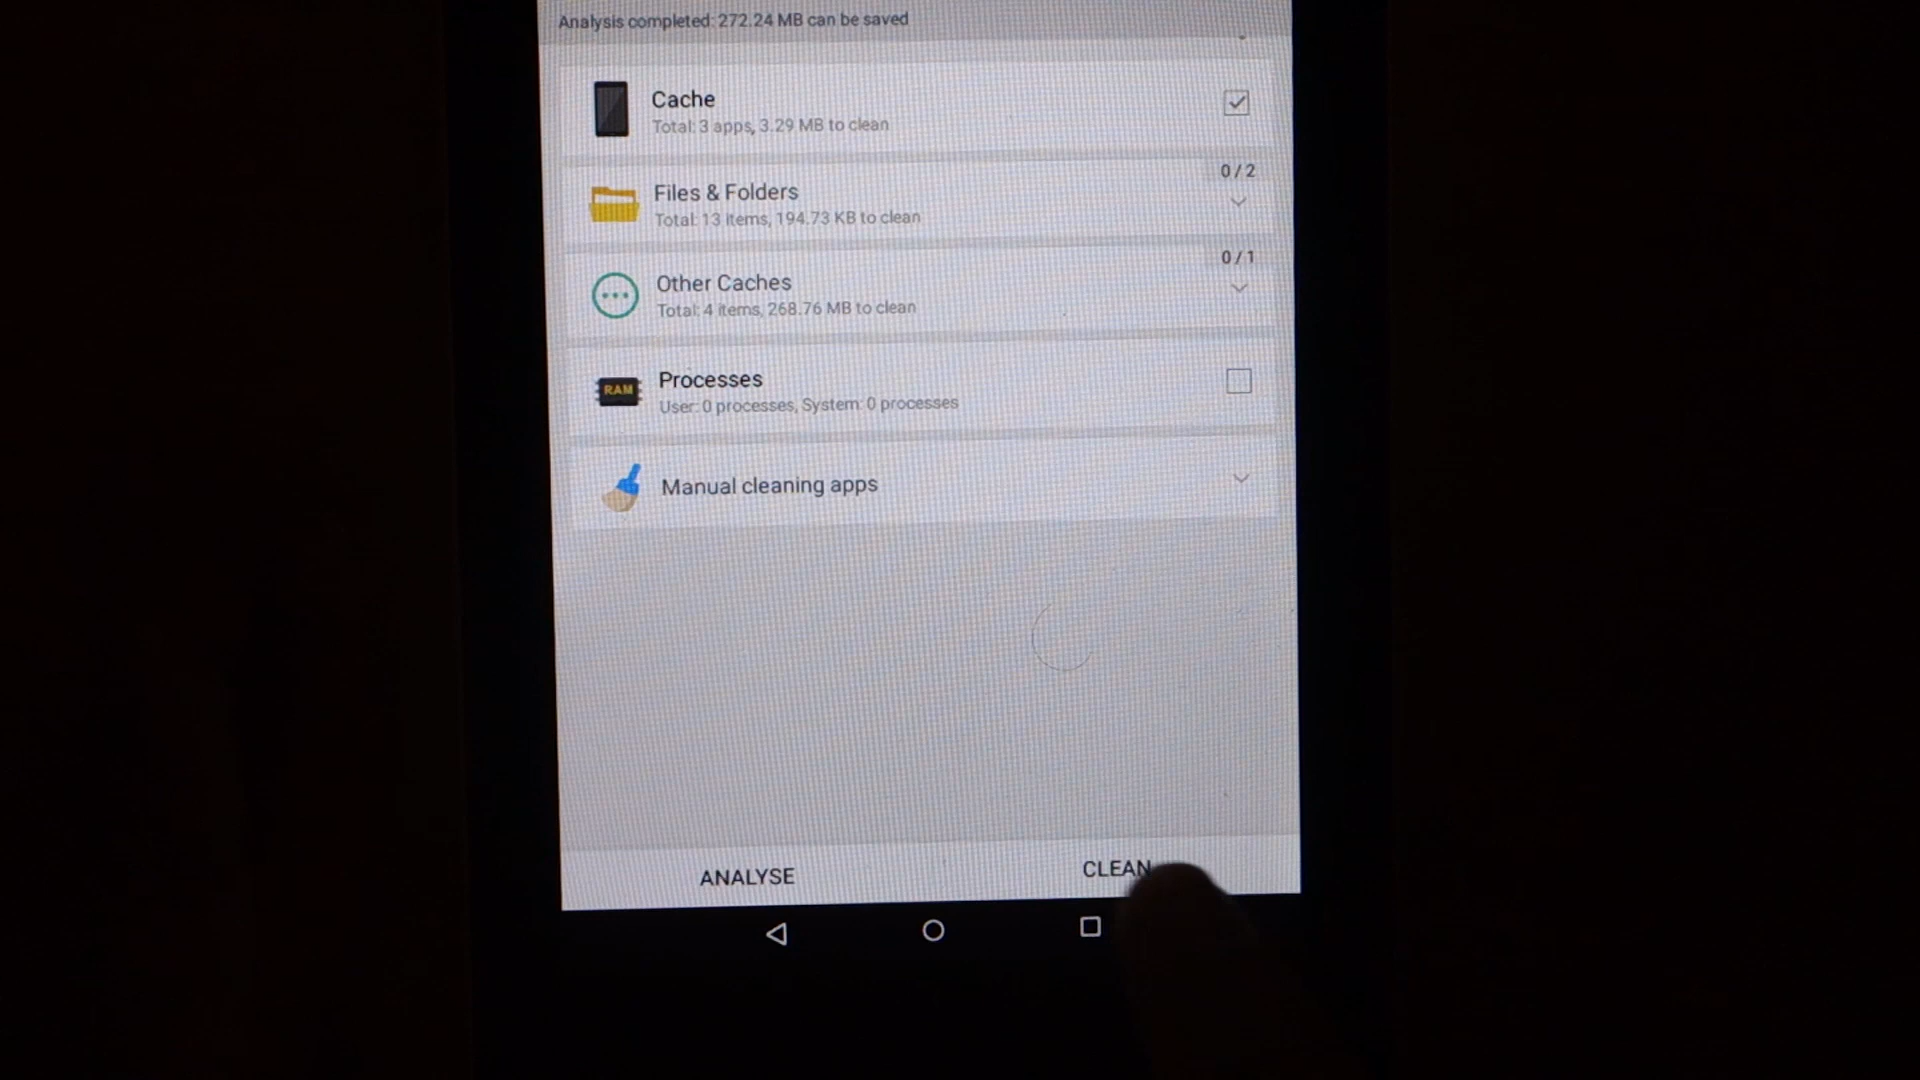 Analysis completed: 272.24 MB can be saved
Cache
Total: 3 apps, 3.29 MB to clean
0 / 2
Files & Folders
Total: 13 items, 194.73 KB to clean
0 / 1
Other Caches
Total: 4 items, 268.76 MB to clean
RAM
Processes
User: 0 processes, System: 0 processes
Manual cleaning apps
ANALYSE
CLEAN